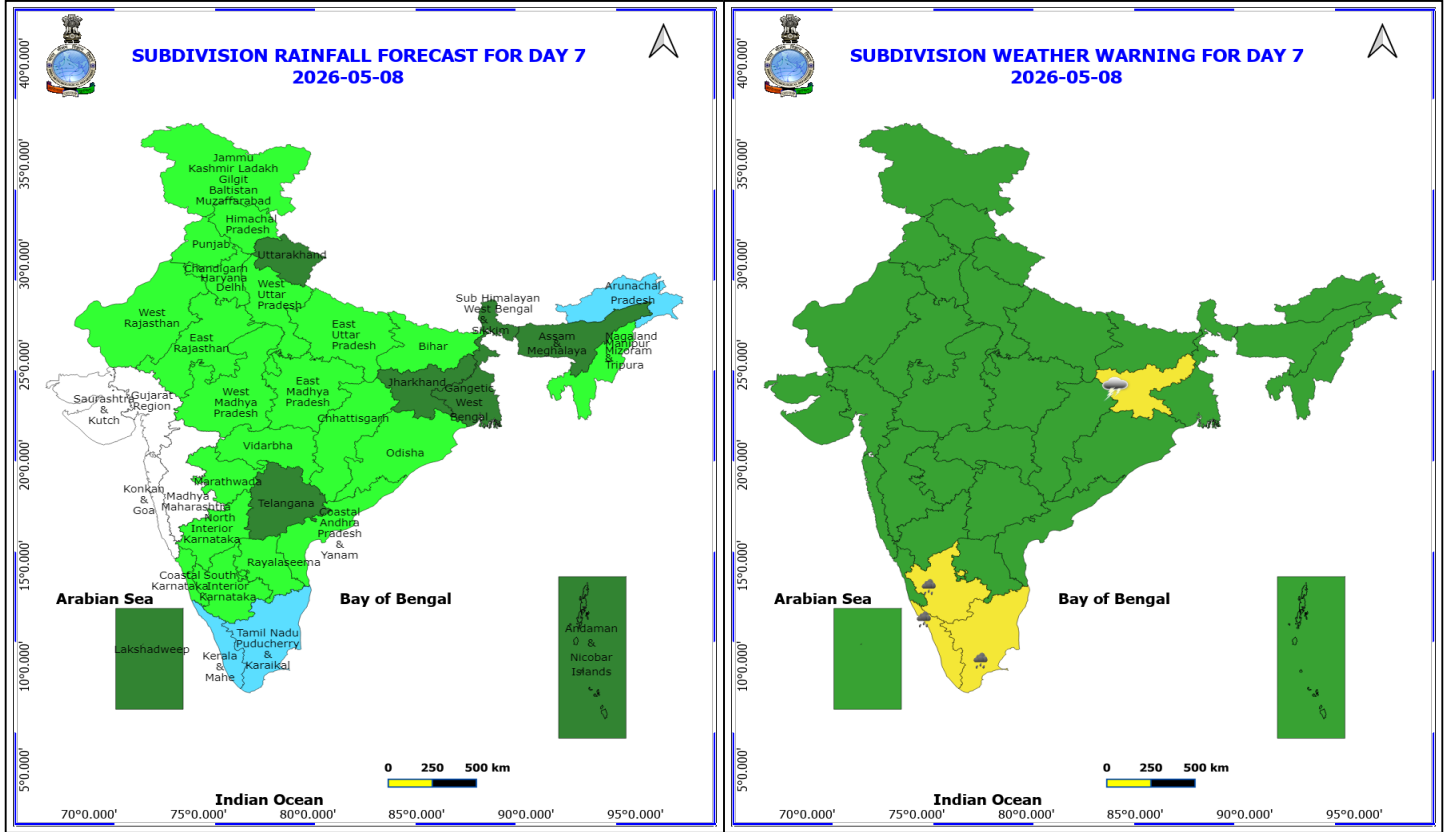 SUBDIVISION RAINFALL FORECAST FOR DAY 7
2026-05-08
40°0.000'
35°0.000'
30°0.000'
25°0.000'
20°0.000'
15°0.000'
10°0.000'
5°0.000'
Jammu
Kashmir Ladakh
Gilgit
Baltistan
Muzaffarabad
Himachal
Pradesh
Punjab
Uttarakhand
Chandigarh
Haryana
Delhi
West
Uttar
Pradesh
Arunachal
Pradesh
Sub Himalayan
West Bengal
&
Sikkim
West
Rajasthan
East
Rajasthan
East
Uttar
Pradesh
Bihar
Assam
&
Meghalaya
Nagaland
Manipur
Mizoram
&
Tripura
Saurashtra
&
Kutch
Gujarat
Region
West
Madhya
Pradesh
East
Madhya
Pradesh
Jharkhand
Gangetic
West
Bengal
Chhattisgarh
Vidarbha
Odisha
Konkan
&
Goa
Madhya
Maharashtra
Marathwada
Telangana
North
Interior
Karnataka
Coastal
Andhra
Pradesh
&
Yanam
Rayalaseema
Coastal
Karnataka
South
Interior
Karnataka
Arabian Sea
Bay of Bengal
Lakshadweep
Kerala
&
Mahe
Tamil Nadu
Puducherry
&
Karaikal
Andaman
&
Nicobar
Islands
0 250 500 km
Indian Ocean
70°0.000' 75°0.000' 80°0.000' 85°0.000' 90°0.000' 95°0.000'
SUBDIVISION WEATHER WARNING FOR DAY 7
2026-05-08
40°0.000'
35°0.000'
30°0.000'
25°0.000'
20°0.000'
15°0.000'
10°0.000'
5°0.000'
Arabian Sea
Bay of Bengal
0 250 500 km
Indian Ocean
70°0.000' 75°0.000' 80°0.000' 85°0.000' 90°0.000' 95°0.000'